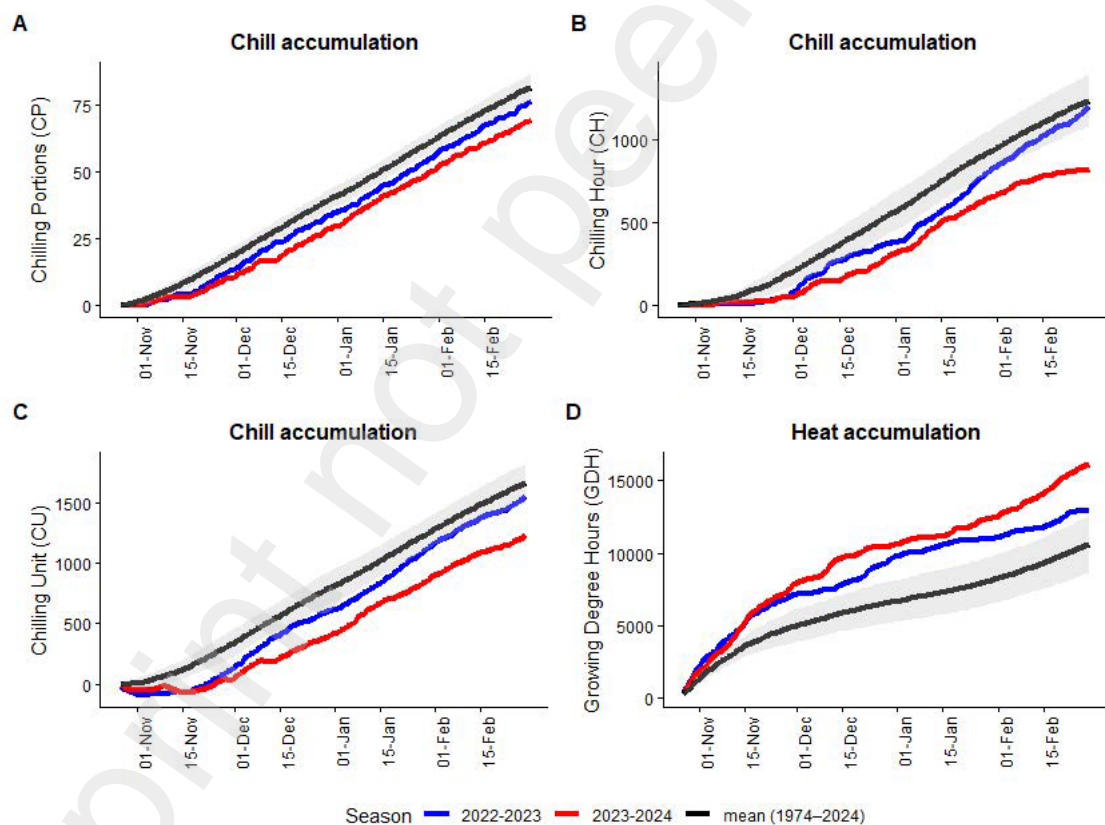 A
Chill accumulation
Chilling Portions (CP)
75
50
25
0
01-Nov
15-Nov
01-Dec
15-Dec
01-Jan
15-Jan
01-Feb
15-Feb
B
Chill accumulation
Chilling Hour (CH)
1000
500
0
01-Nov
15-Nov
01-Dec
15-Dec
01-Jan
15-Jan
01-Feb
15-Feb
C
Chill accumulation
Chilling Unit (CU)
1500
1000
500
0
01-Nov
15-Nov
01-Dec
15-Dec
01-Jan
15-Jan
01-Feb
15-Feb
D
Heat accumulation
Growing Degree Hours (GDH)
15000
10000
5000
0
01-Nov
15-Nov
01-Dec
15-Dec
01-Jan
15-Jan
01-Feb
15-Feb
Season 2022-2023 2023-2024 mean (1974–2024)
print not peer